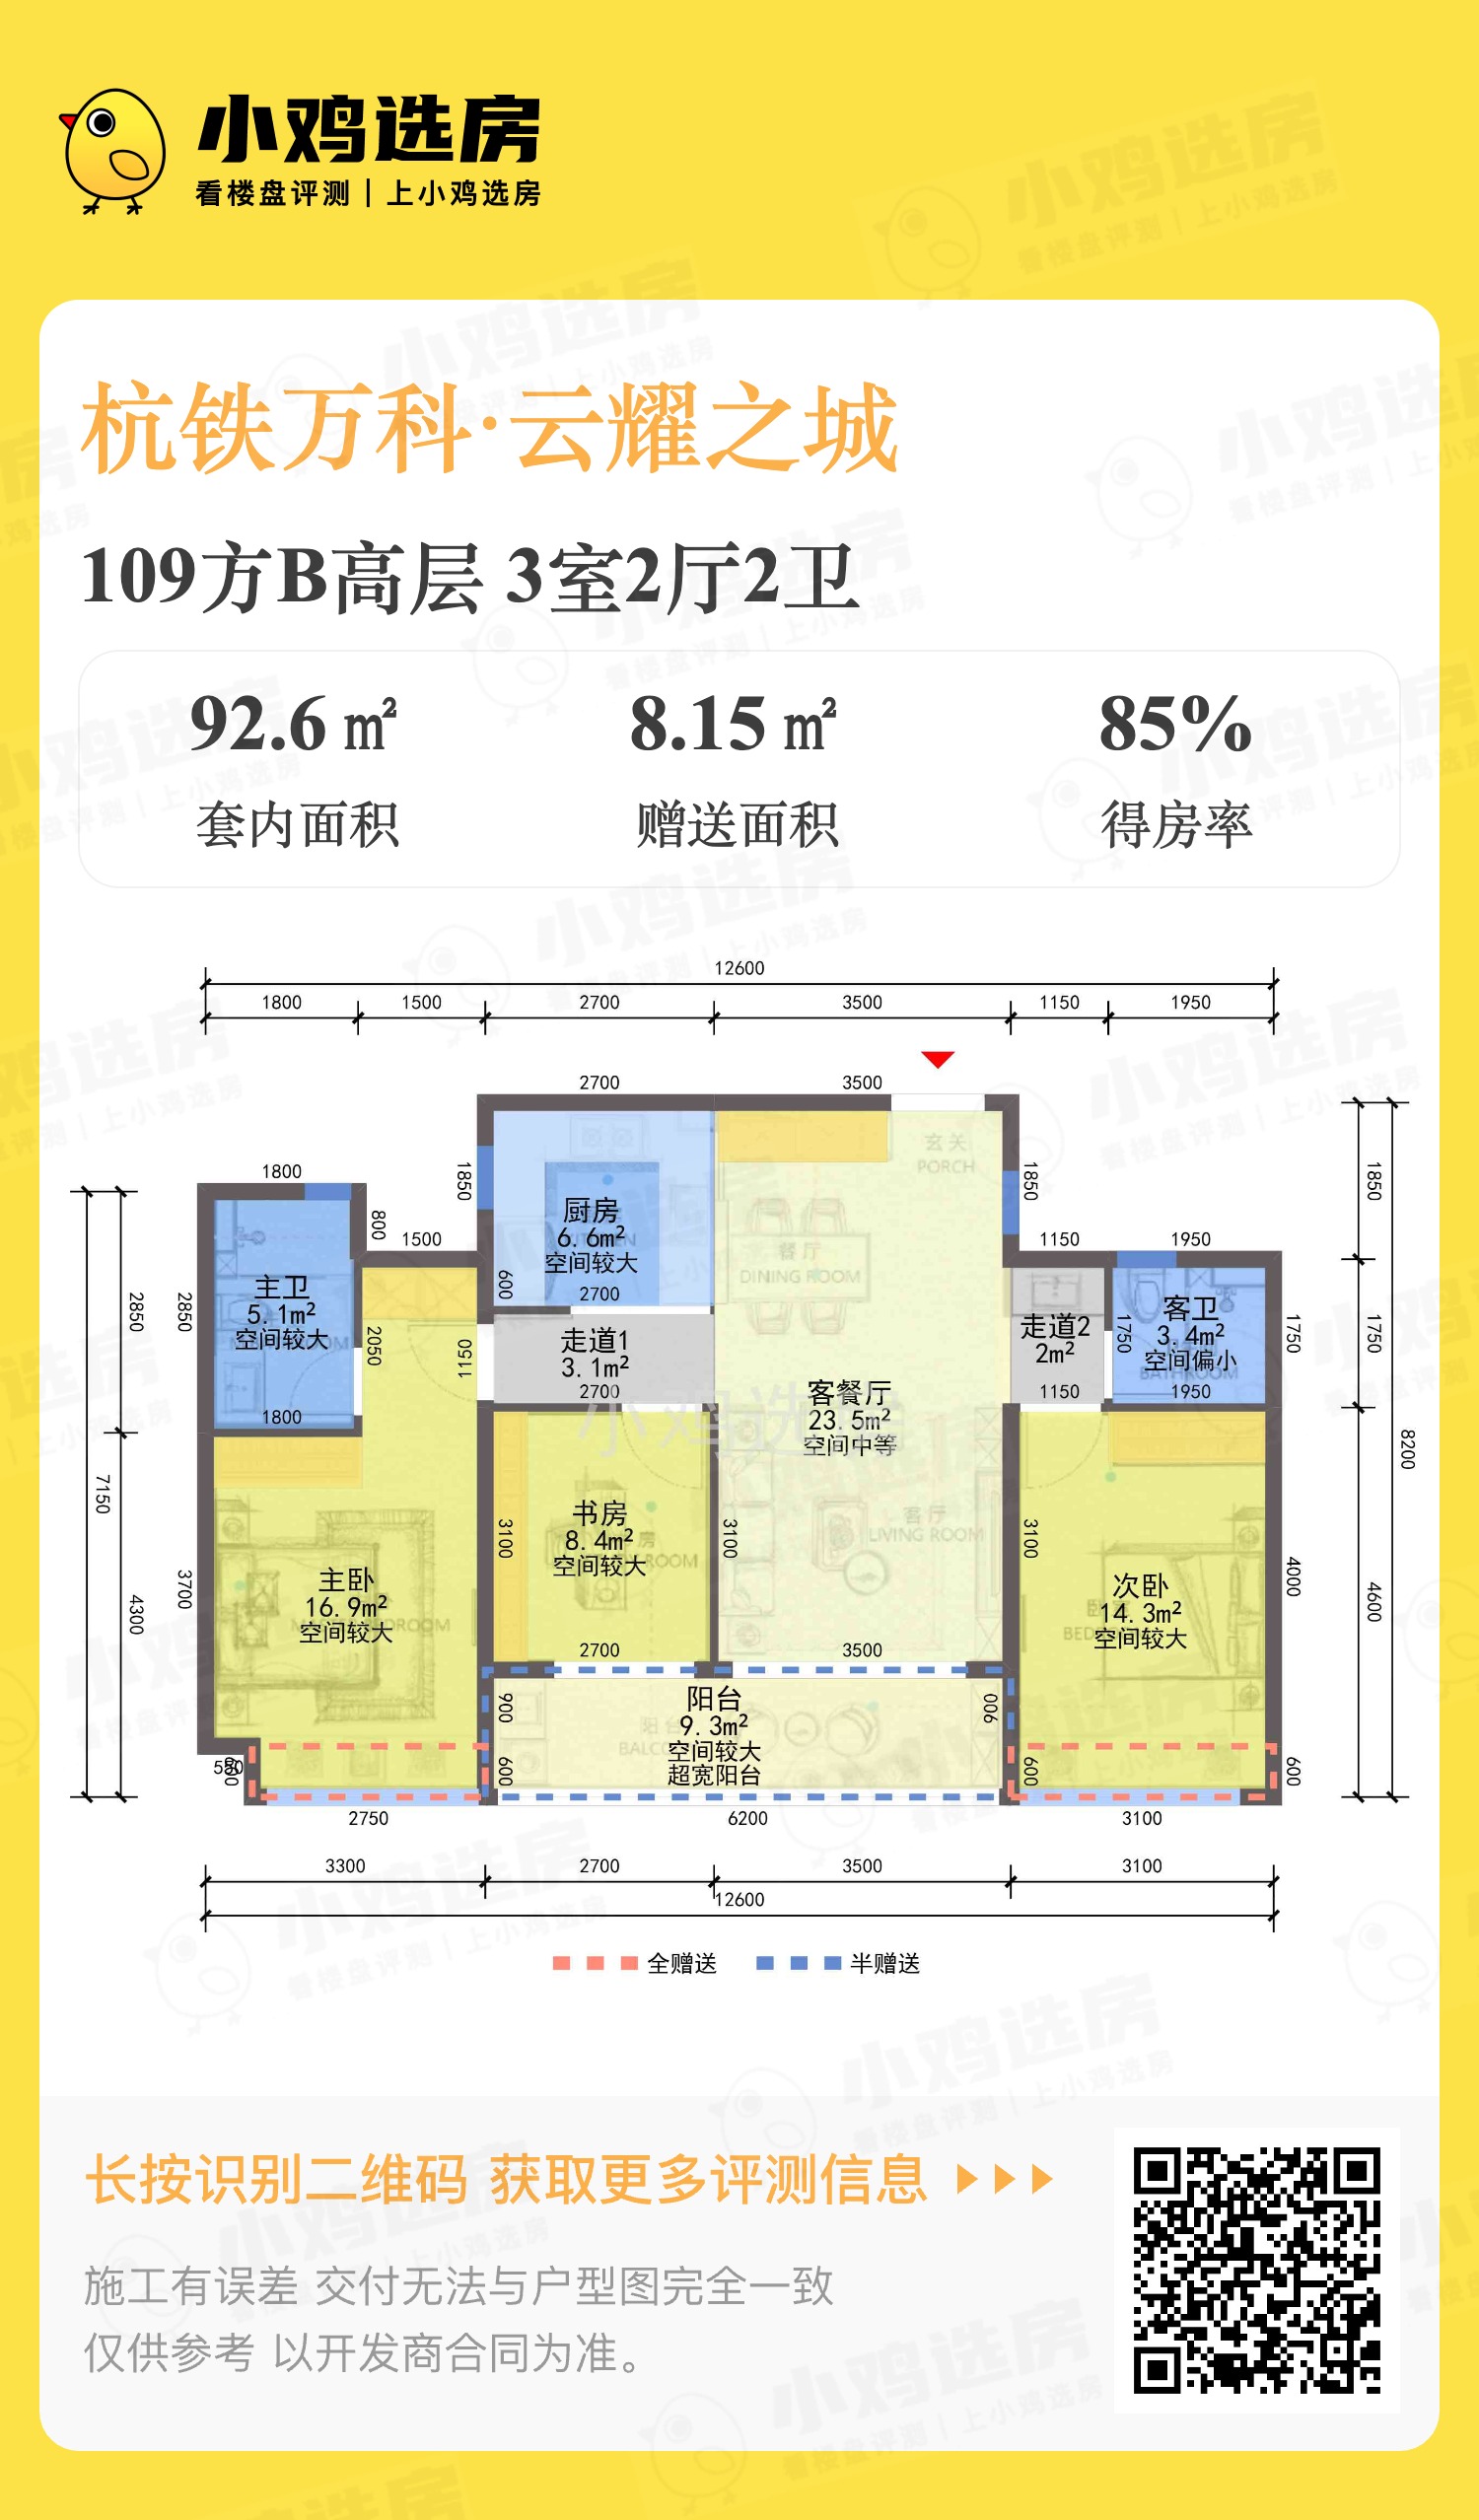 小鸡选房
看楼盘评测|上小鸡选房
杭铁万科·云耀之城
109方B高层 3室2厅2卫
92.6㎡ 8.15㎡ 85%
套内面积 赠送面积 得房率
12600
1800 1500 2700 3500 1150 1950
2700 3500
玄关
PORCH
1800
1850
1850
1850
800
1500
1150 1950
厨房
6.6m²
空间较大
2700
600
餐厅
DINING ROOM
主卫
5.1m²
空间较大
1800
2850
2850
2050
1150
走道1
3.1m²
2700
走道2
2m²
1150
1750
客卫
3.4m²
空间偏小
BATHROOM
1950
1750
1750
客餐厅
23.5m²
空间中等
小鸡选房
8200
7150
3700
4300
主卧
16.9m²
空间较大
MASTER BEDROOM
3100
书房
8.4m²
空间较大
2700
3100
客厅
LIVING ROOM
3500
3100
次卧
14.3m²
空间较大
4000
4600
900
阳台
9.3m²
空间较大
超宽阳台
900
550
600
600
600
600
2750 6200 3100
3300 2700 3500 3100
12600
全赠送 半赠送
长按识别二维码 获取更多评测信息
施工有误差 交付无法与户型图完全一致
仅供参考 以开发商合同为准。